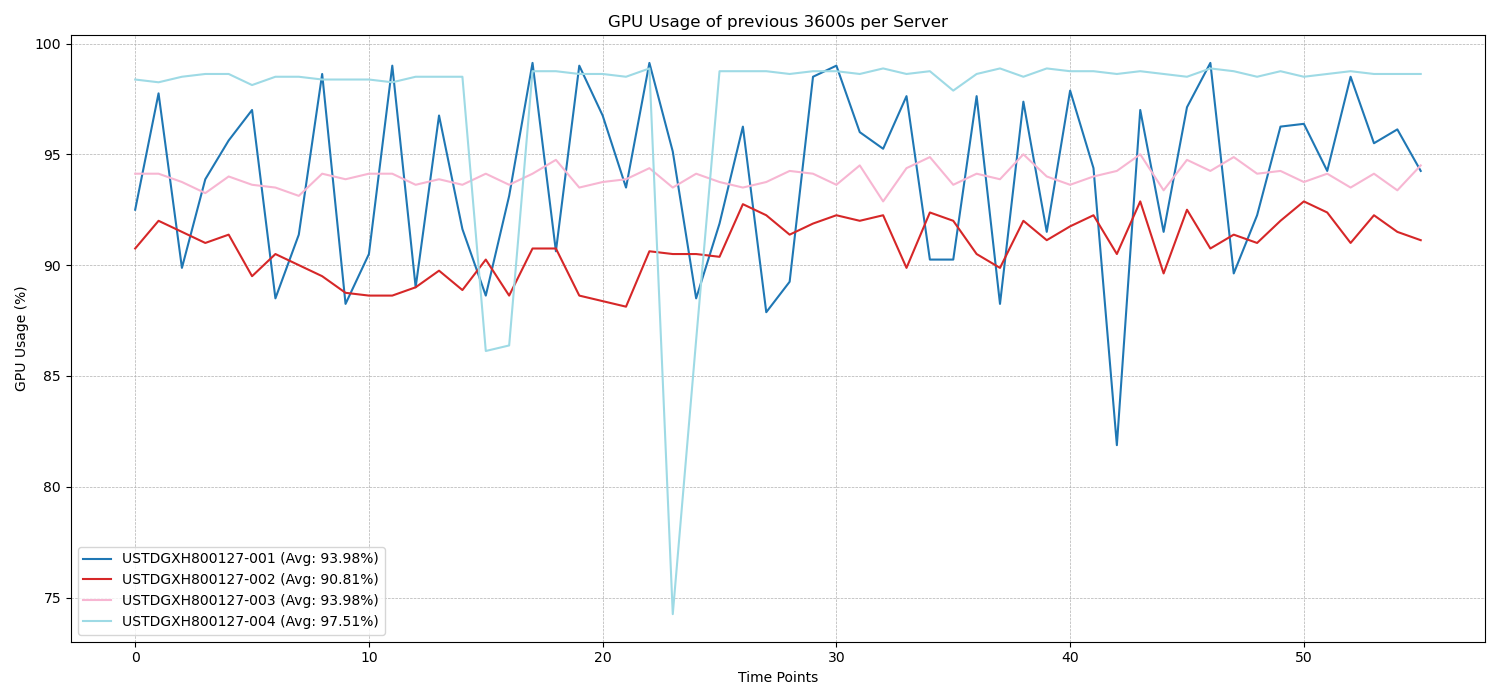 GPU Usage of previous 3600s per Server
GPU Usage (%)
100
95
90
85
80
75
USTDGXH800127-001 (Avg: 93.98%)
USTDGXH800127-002 (Avg: 90.81%)
USTDGXH800127-003 (Avg: 93.98%)
USTDGXH800127-004 (Avg: 97.51%)
0 10 20 30 40 50
Time Points